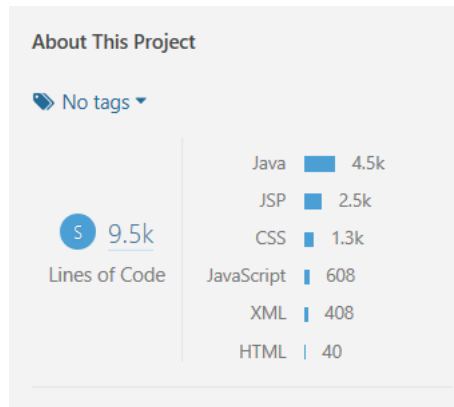 About This Project
No tags
S 9.5k
Lines of Code
Java 4.5k
JSP 2.5k
CSS 1.3k
JavaScript 608
XML 408
HTML 40